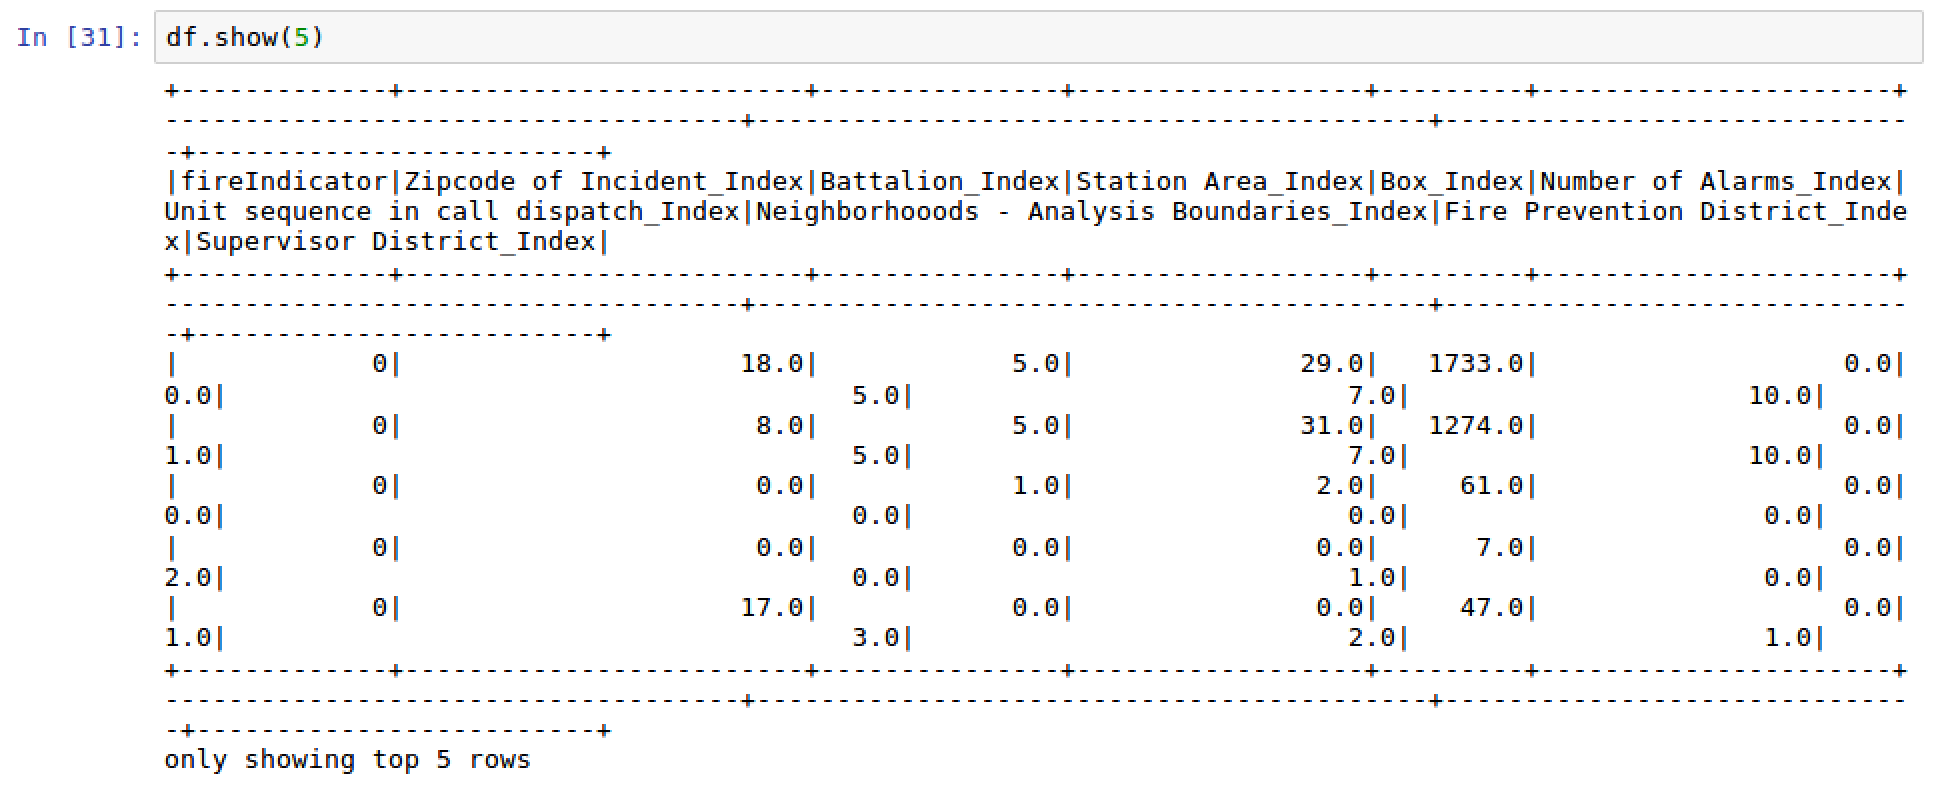 In [31]: df.show(5)
+-------------+-------------------------+---------------+------------------+---------+----------------------+
------------------------------------+------------------------------------------+-----------------------------
-+-------------------------+
|fireIndicator|Zipcode of Incident_Index|Battalion_Index|Station Area_Index|Box_Index|Number of Alarms_Index|
Unit sequence in call dispatch_Index|Neighborhooods - Analysis Boundaries_Index|Fire Prevention District_Inde
x|Supervisor District_Index|
+-------------+-------------------------+---------------+------------------+---------+----------------------+
------------------------------------+------------------------------------------+-----------------------------
-+-------------------------+
|            0|                     18.0|            5.0|              29.0|   1733.0|                   0.0|
0.0|                                       5.0|                           7.0|                     10.0|
|            0|                      8.0|            5.0|              31.0|   1274.0|                   0.0|
1.0|                                       5.0|                           7.0|                     10.0|
|            0|                      0.0|            1.0|               2.0|     61.0|                   0.0|
0.0|                                       0.0|                           0.0|                      0.0|
|            0|                      0.0|            0.0|               0.0|      7.0|                   0.0|
2.0|                                       0.0|                           1.0|                      0.0|
|            0|                     17.0|            0.0|               0.0|     47.0|                   0.0|
1.0|                                       3.0|                           2.0|                      1.0|
+-------------+-------------------------+---------------+------------------+---------+----------------------+
------------------------------------+------------------------------------------+-----------------------------
-+-------------------------+
only showing top 5 rows